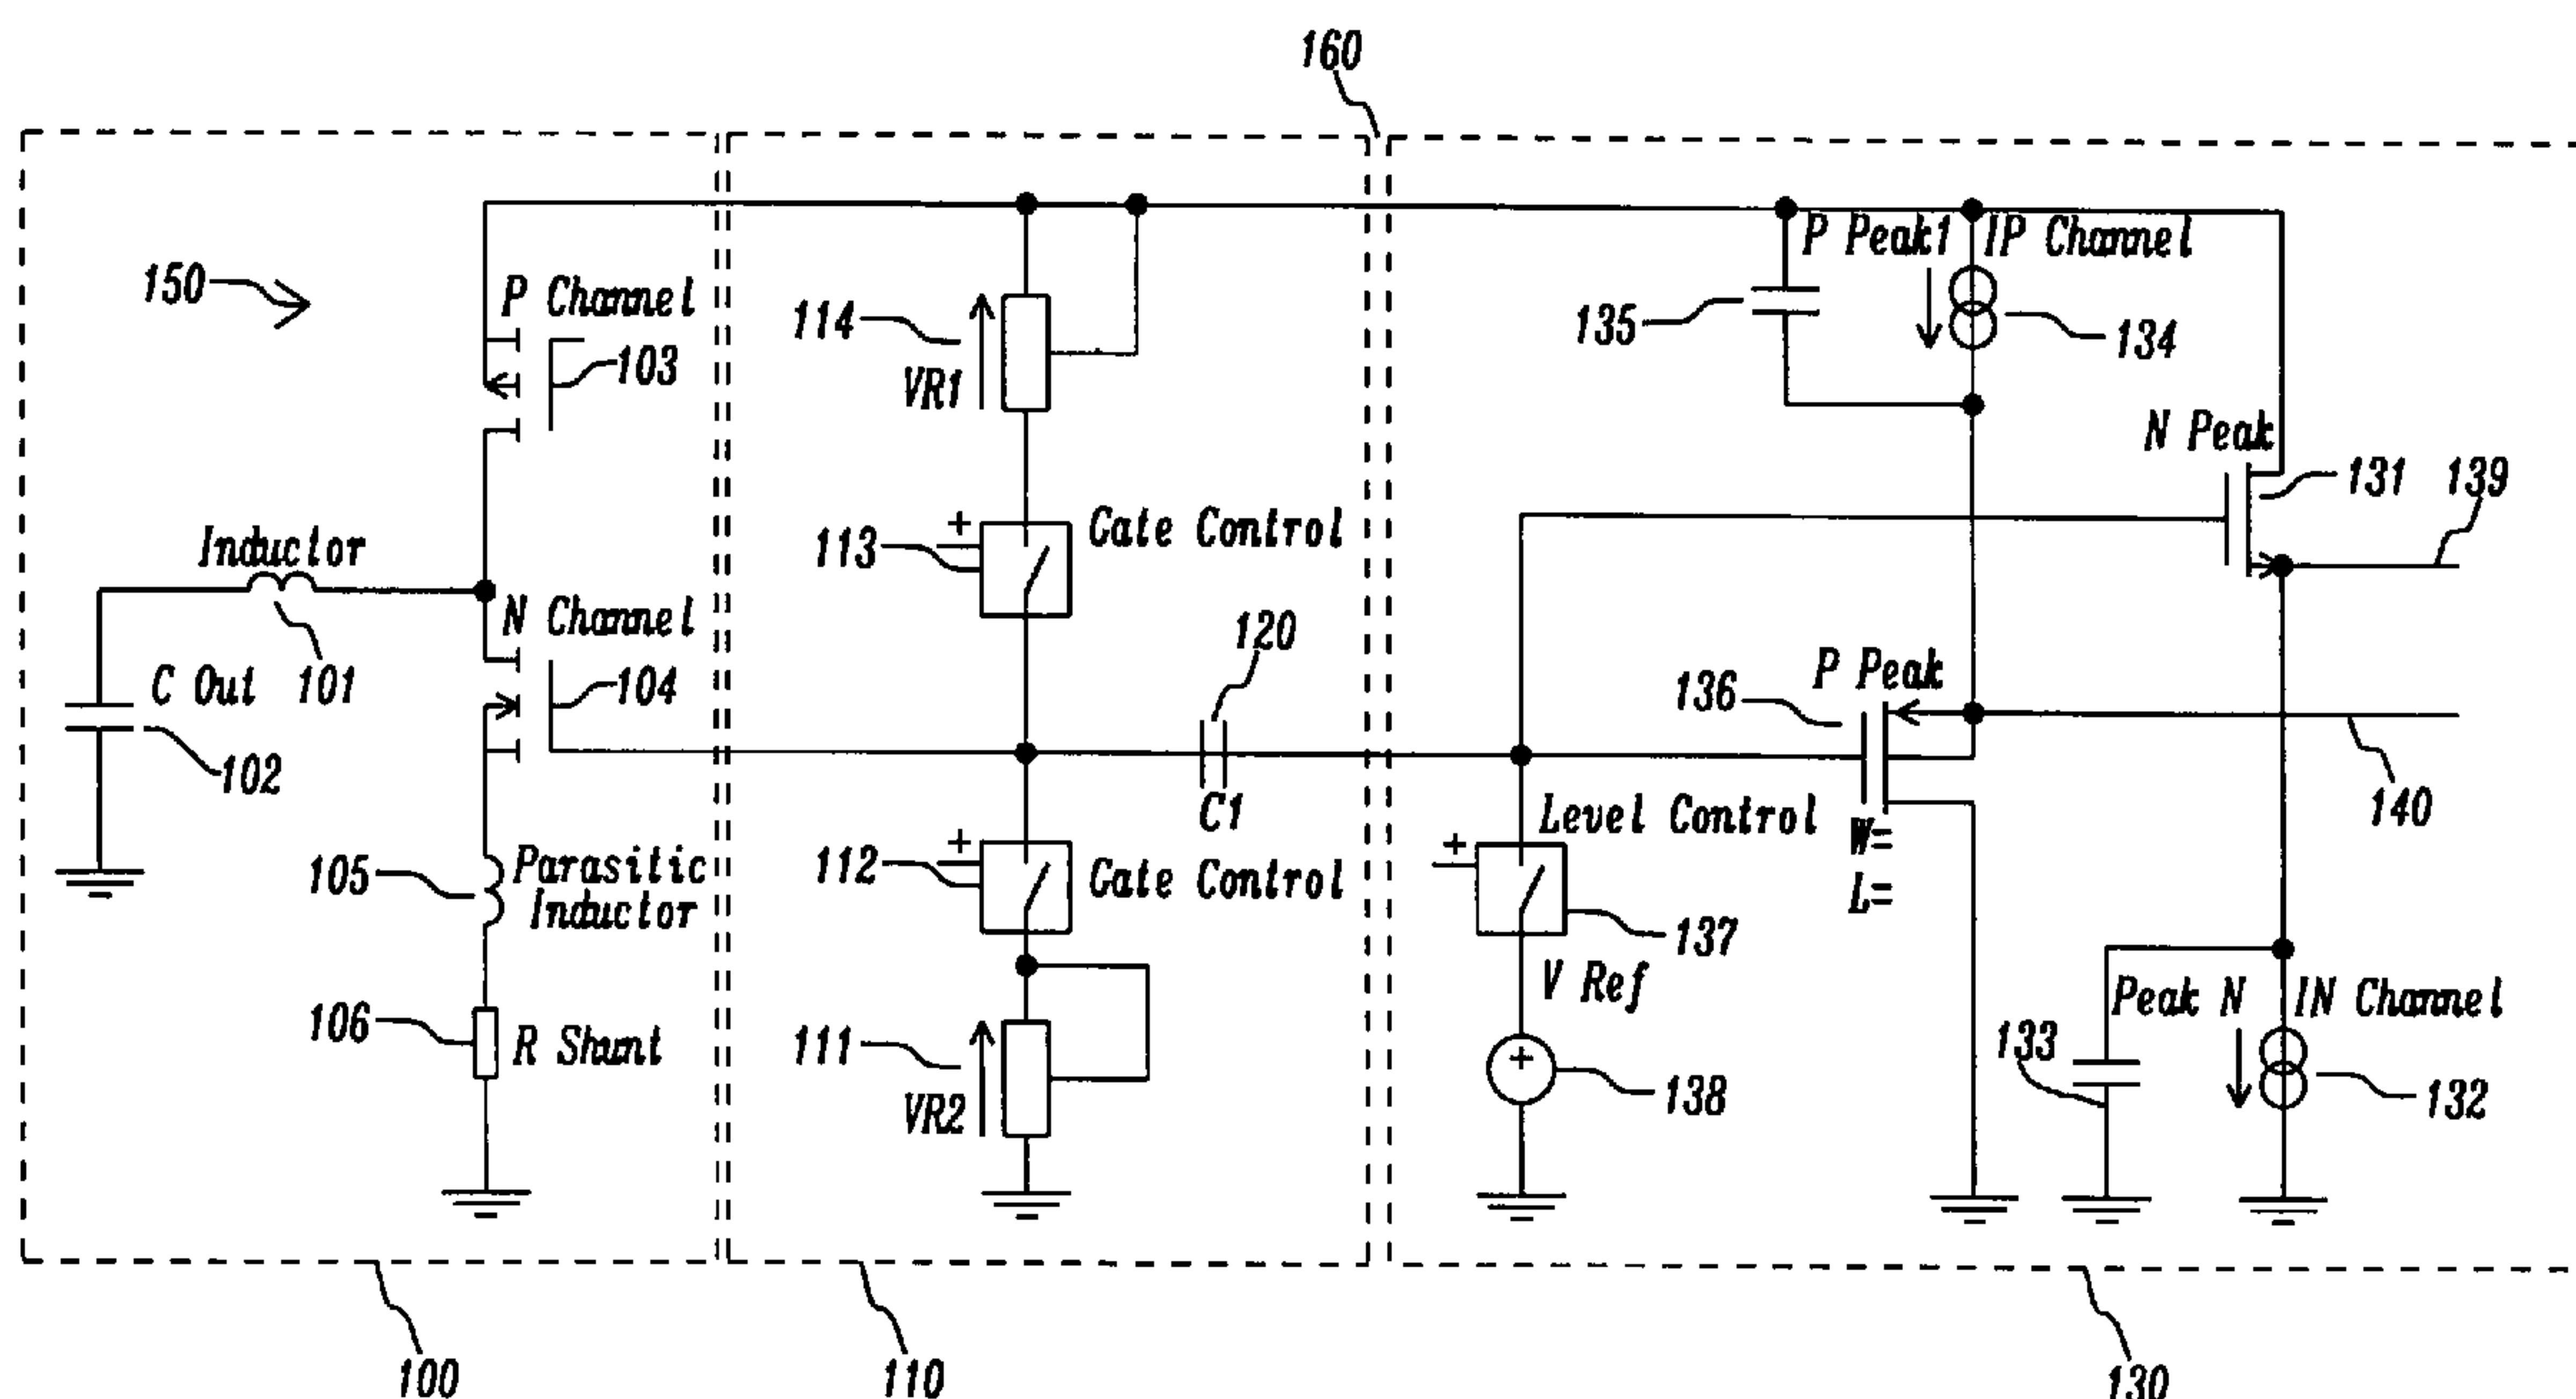 160
P Peak1
IP Channel
150
P Channel
114
135
134
103
VR1
N Peak
131
139
Inductor
113
Gate Control
N Channel
120
C Out
101
104
136
P Peak
102
C1
Level Control
140
+
+
+
W=
L=
105
Parasitic
Inductor
112
Gate Control
137
V Ref
Peak N
IN Channel
106
R Shunt
111
133
+
138
132
VR2
100
110
130